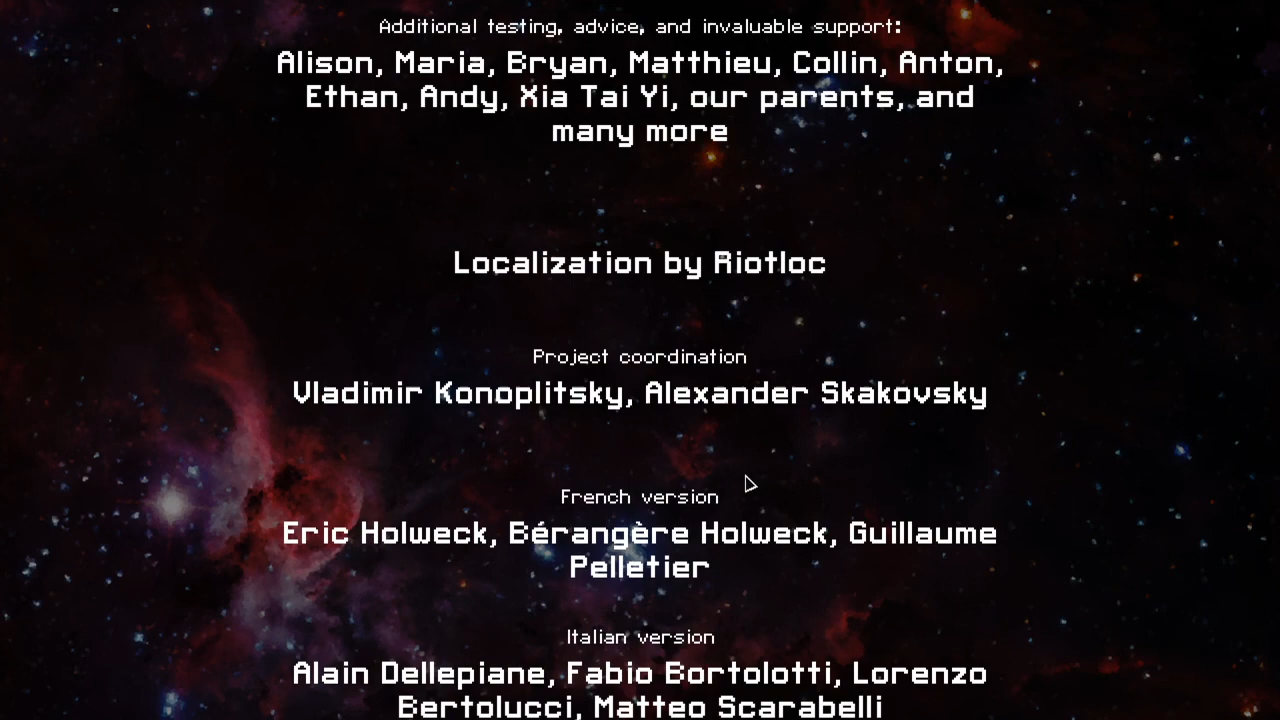 Additional testing, advice, and invaluable support:
Alison, Maria, Bryan, Matthieu, Collin, Anton,
Ethan, Andy, Xia Tai Yi, our parents, and
many more
Localization by Riotloc
Project coordination
Vladimir Konoplitsky, Alexander Skakovsky
French version
Eric Holweck, Bérangère Holweck, Guillaume
Pelletier
Italian version
Alain Dellepiane, Fabio Bortolotti, Lorenzo
Bertolucci, Matteo Scarabelli